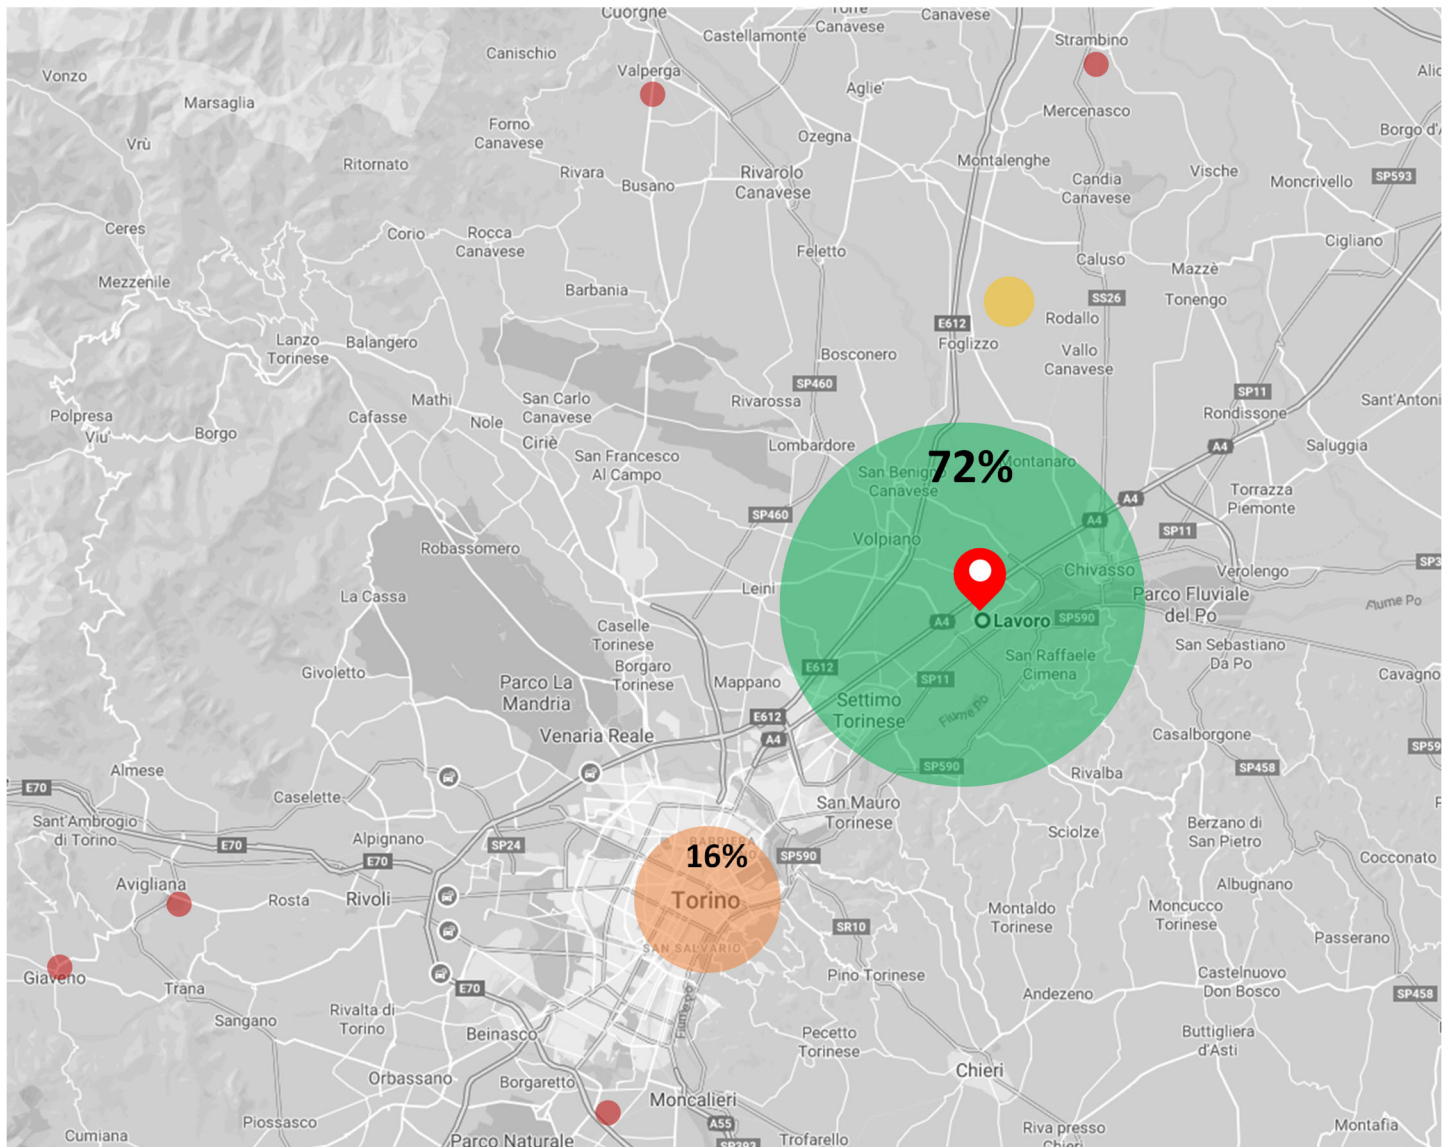 Cuorgnè
Torre
Canavese
Canavese
Castellamonte
Strambino
Canischio
Valperga
Vonzo
Aglie'
Alic
Marsaglia
Mercenasco
Forno
Canavese
Ozegna
Borgo d'A
Vrù
Ritornato
Montalenghe
Rivara
Busano
Rivarolo
Canavese
Candia
Canavese
Vische
Moncrivello
SP593
Ceres
Corio
Rocca
Canavese
Feletto
Cigliano
Caluso
Mazzè
Mezzenile
Barbania
SS26
Tonengo
E612
Rodallo
Lanzo
Torinese
Balangero
Foglizzo
Bosconero
Vallo
Canavese
SP460
SP11
Mathi
San Carlo
Canavese
Rivarossa
Sant'Antoni
Polpresa
Viu'
Borgo
Cafasse
Nole
Rondissone
Ciriè
Lombardore
A4
Saluggia
San Francesco
Al Campo
72%
Montanaro
San Benigno
Canavese
Torrazza
Piemonte
A4
SP460
A4
SP11
Robassomero
Volpiano
Chivasso
Verolengo
SP3
La Cassa
Leini
Parco Fluviale
del Po
Fiume Po
A4
Lavoro
SP590
Caselle
Torinese
San Sebastiano
Da Po
San Raffaele
Cimena
Givoletto
Borgaro
Torinese
E612
SP11
Cavagno
Parco La
Mandria
Mappano
Settimo
Torinese
Fiume Po
E612
Venaria Reale
A4
Casalborgone
SP59
Almese
SP590
Rivalba
SP458
E70
Caselette
San Mauro
Torinese
Sant'Ambrogio
di Torino
Sciolze
Berzano di
San Pietro
E70
Alpignano
E70
SP24
16%
SP590
Cocconato
Avigliana
Rosta
Rivoli
Torino
Albugnano
Montaldo
Torinese
Moncucco
Torinese
SR10
SAN SALVARIO
Passerano
Giaveno
Trana
E70
Pino Torinese
Castelnuovo
Don Bosco
Andezeno
SP458
Sangano
Rivalta di
Torino
Fiume Po
Beinasco
Pecetto
Torinese
Buttigliera
d'Asti
Orbassano
Borgaretto
Chieri
Moncalieri
Piossasco
A55
Riva presso
Chieri
Montafia
Cumiana
Parco Naturale
SP393
Trofarello